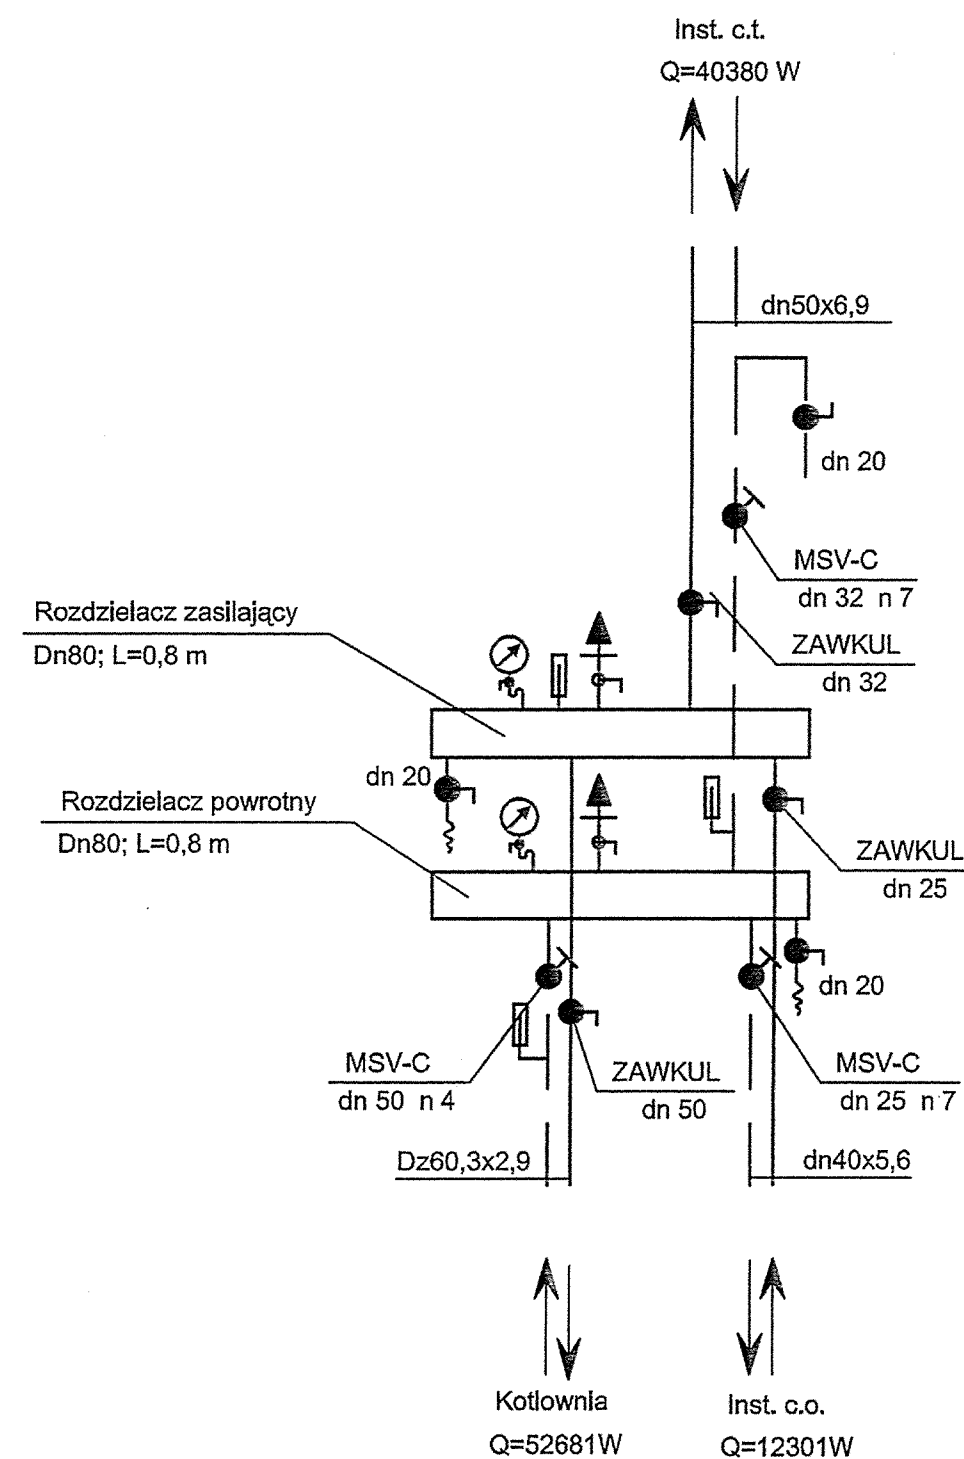 Inst. c.t.
Q=40380 W
dn50x6,9
dn 20
MSV-C
dn 32 n 7
Rozdzielacz zasilający
Dn80; L=0,8 m
ZAWKUL
dn 32
dn 20
Rozdzielacz powrotny
Dn80; L=0,8 m
ZAWKUL
dn 25
dn 20
MSV-C
dn 50 n 4
ZAWKUL
dn 50
MSV-C
dn 25 n 7
Dz60,3x2,9
dn40x5,6
Kotlownia
Q=52681W
Inst. c.o.
Q=12301W